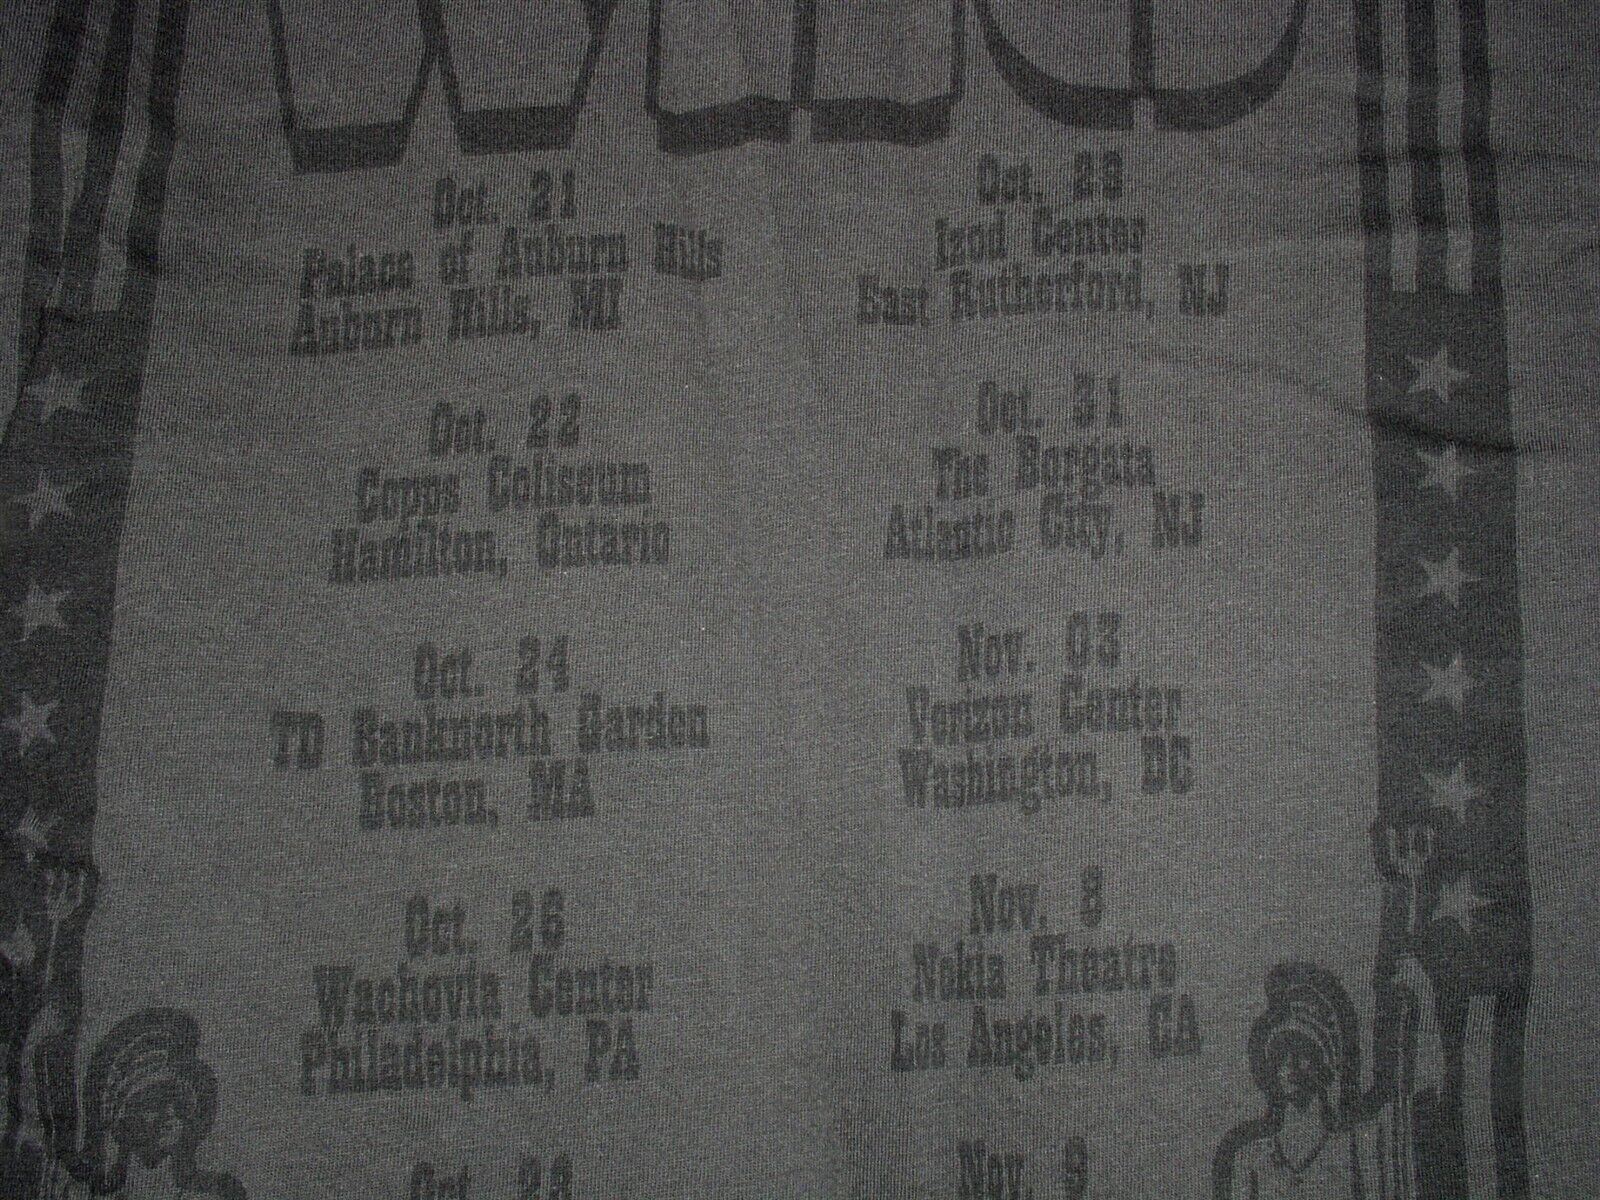 Oct. 21
Palace of Auburn Hills
Auburn Hills, MI
Oct. 22
Copps Coliseum
Hamilton, Ontario
Oct. 24
TD Banknorth Garden
Boston, MA
Oct. 26
Wachovia Center
Philadelphia, PA
Oct. 28
Oct. 29
Izod Center
East Rutherford, NJ
Oct. 31
The Borgata
Atlantic City, NJ
Nov. 03
Verizon Center
Washington, DC
Nov. 8
Nokia Theatre
Los Angeles, CA
Nov. 9